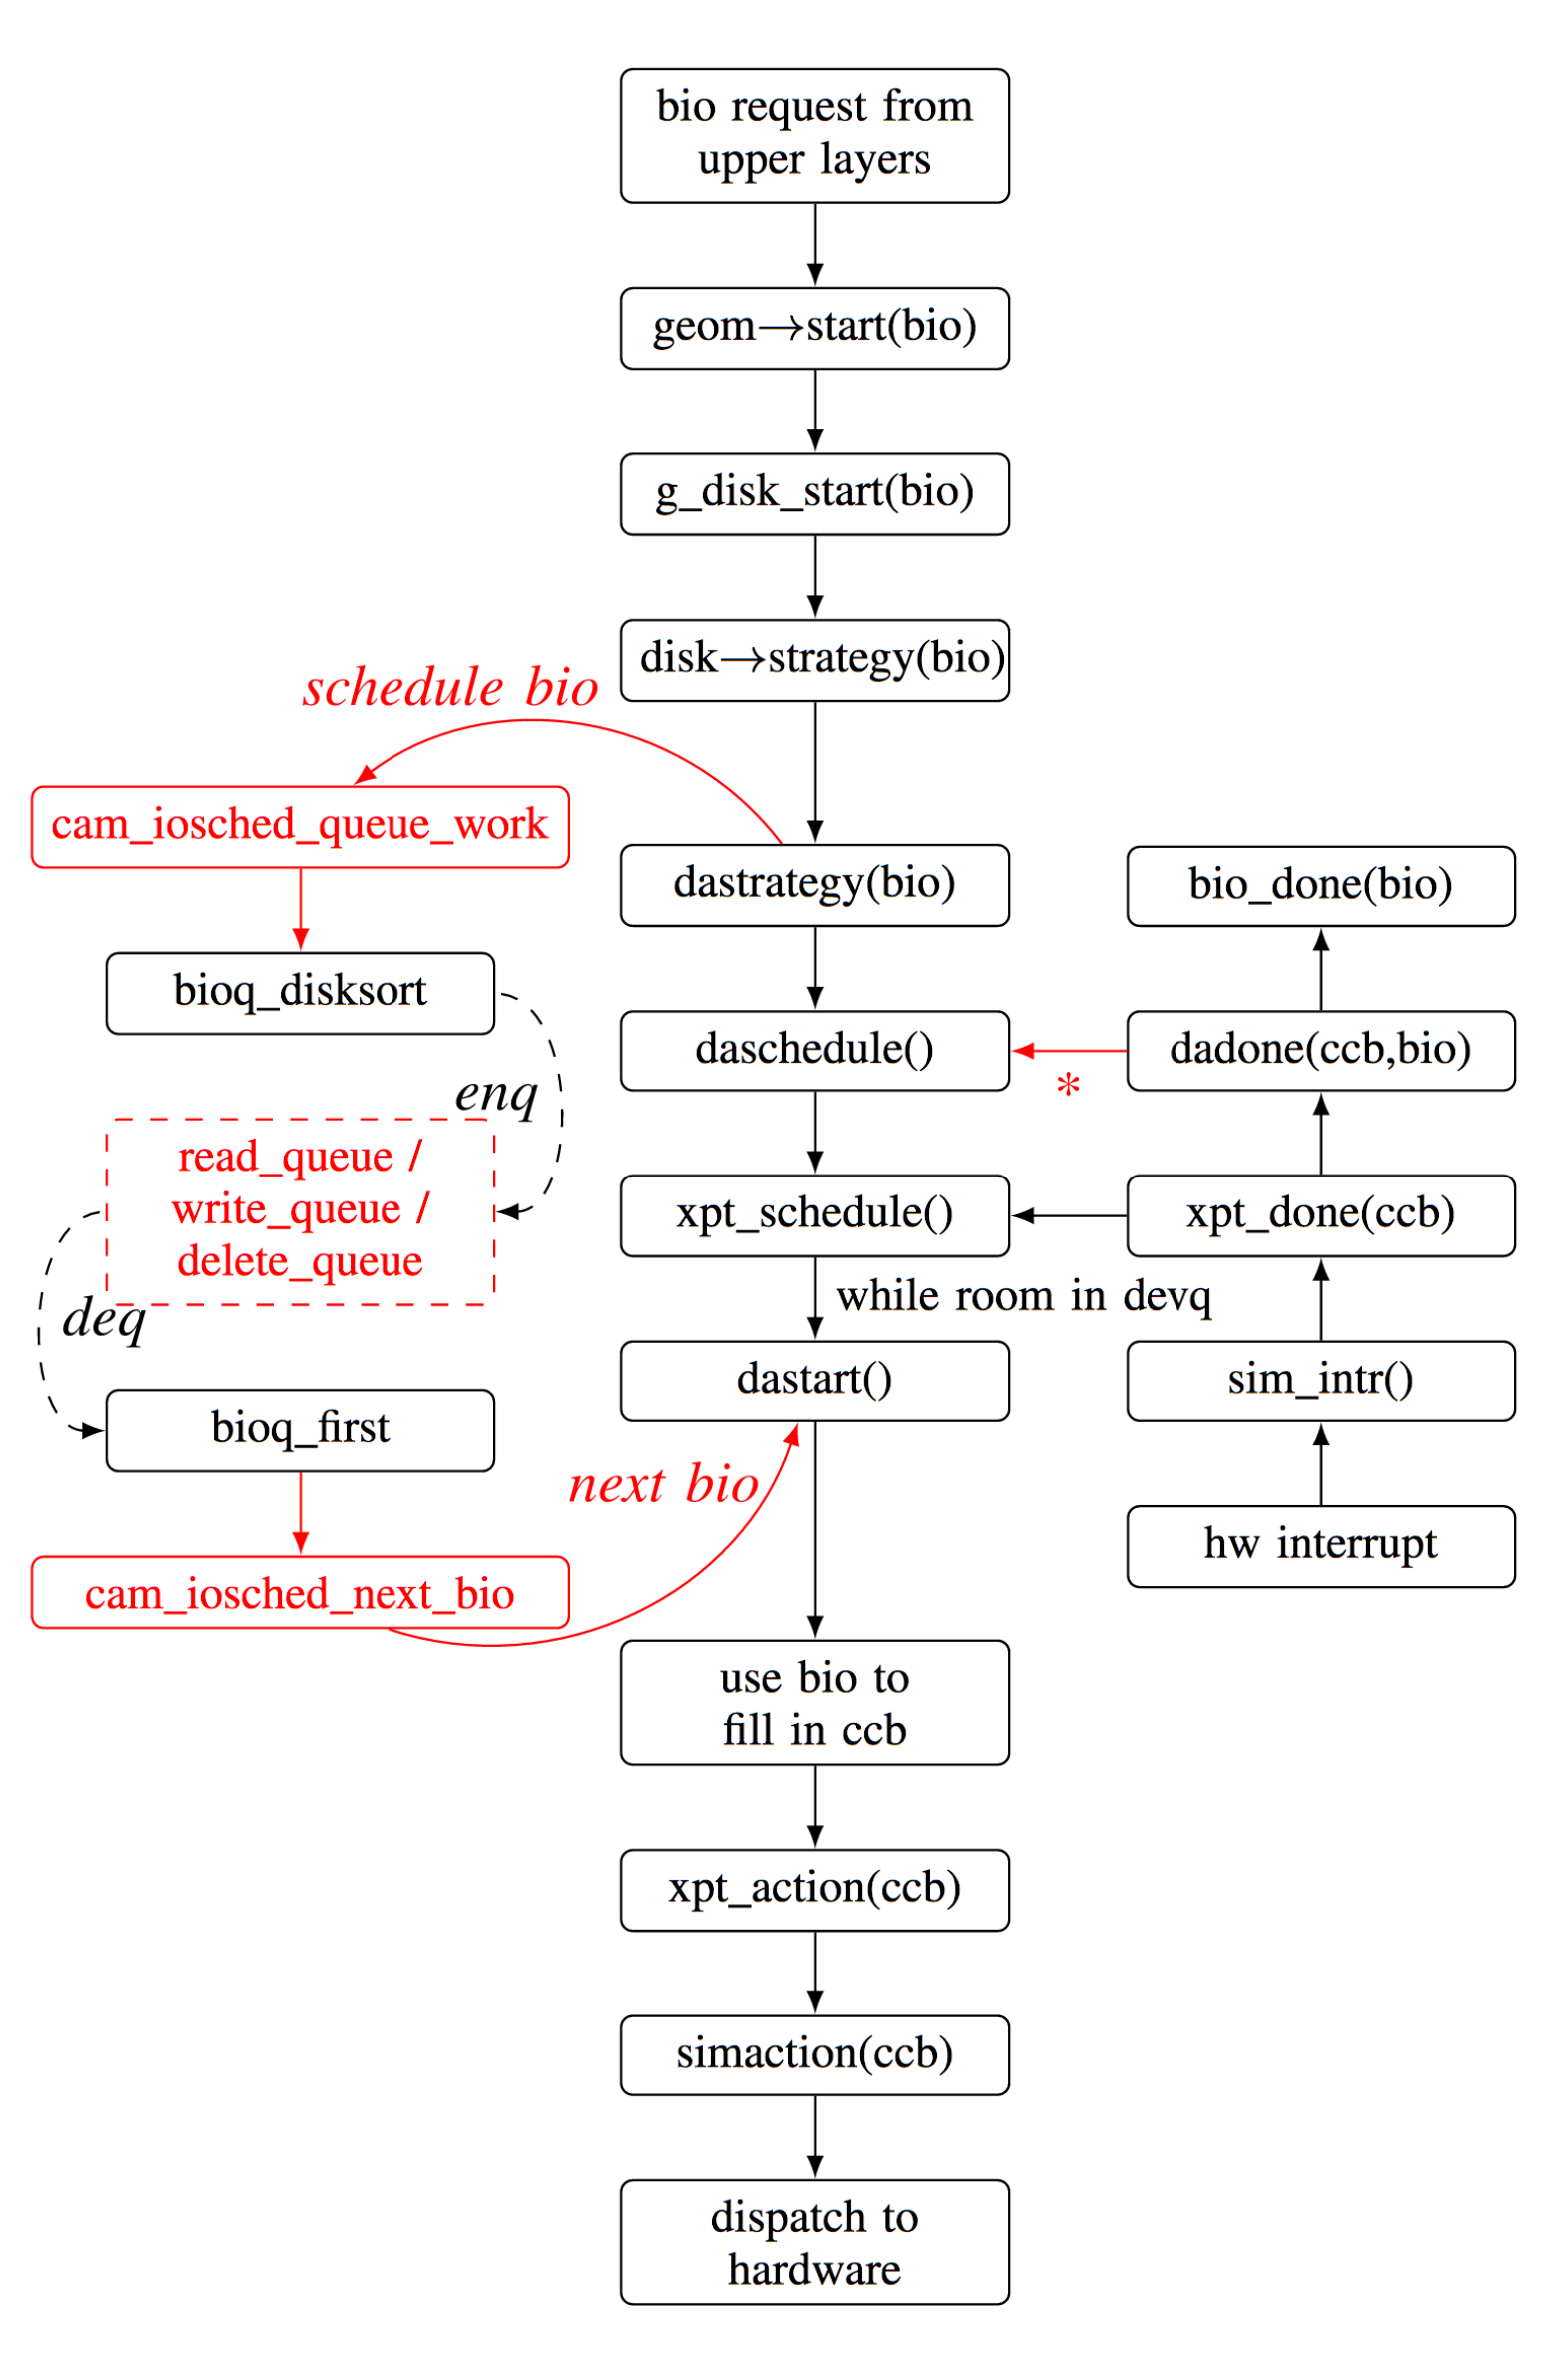 bio request from
upper layers
geom→start(bio)
g_disk_start(bio)
disk→strategy(bio)
schedule bio
cam_iosched_queue_work
dastrategy(bio)
bio_done(bio)
bioq_disksort
daschedule()
dadone(ccb,bio)
*
enq
read_queue /
write_queue /
delete_queue
xpt_schedule()
xpt_done(ccb)
while room in devq
deq
dastart()
sim_intr()
bioq_first
next bio
hw interrupt
cam_iosched_next_bio
use bio to
fill in ccb
xpt_action(ccb)
simaction(ccb)
dispatch to
hardware